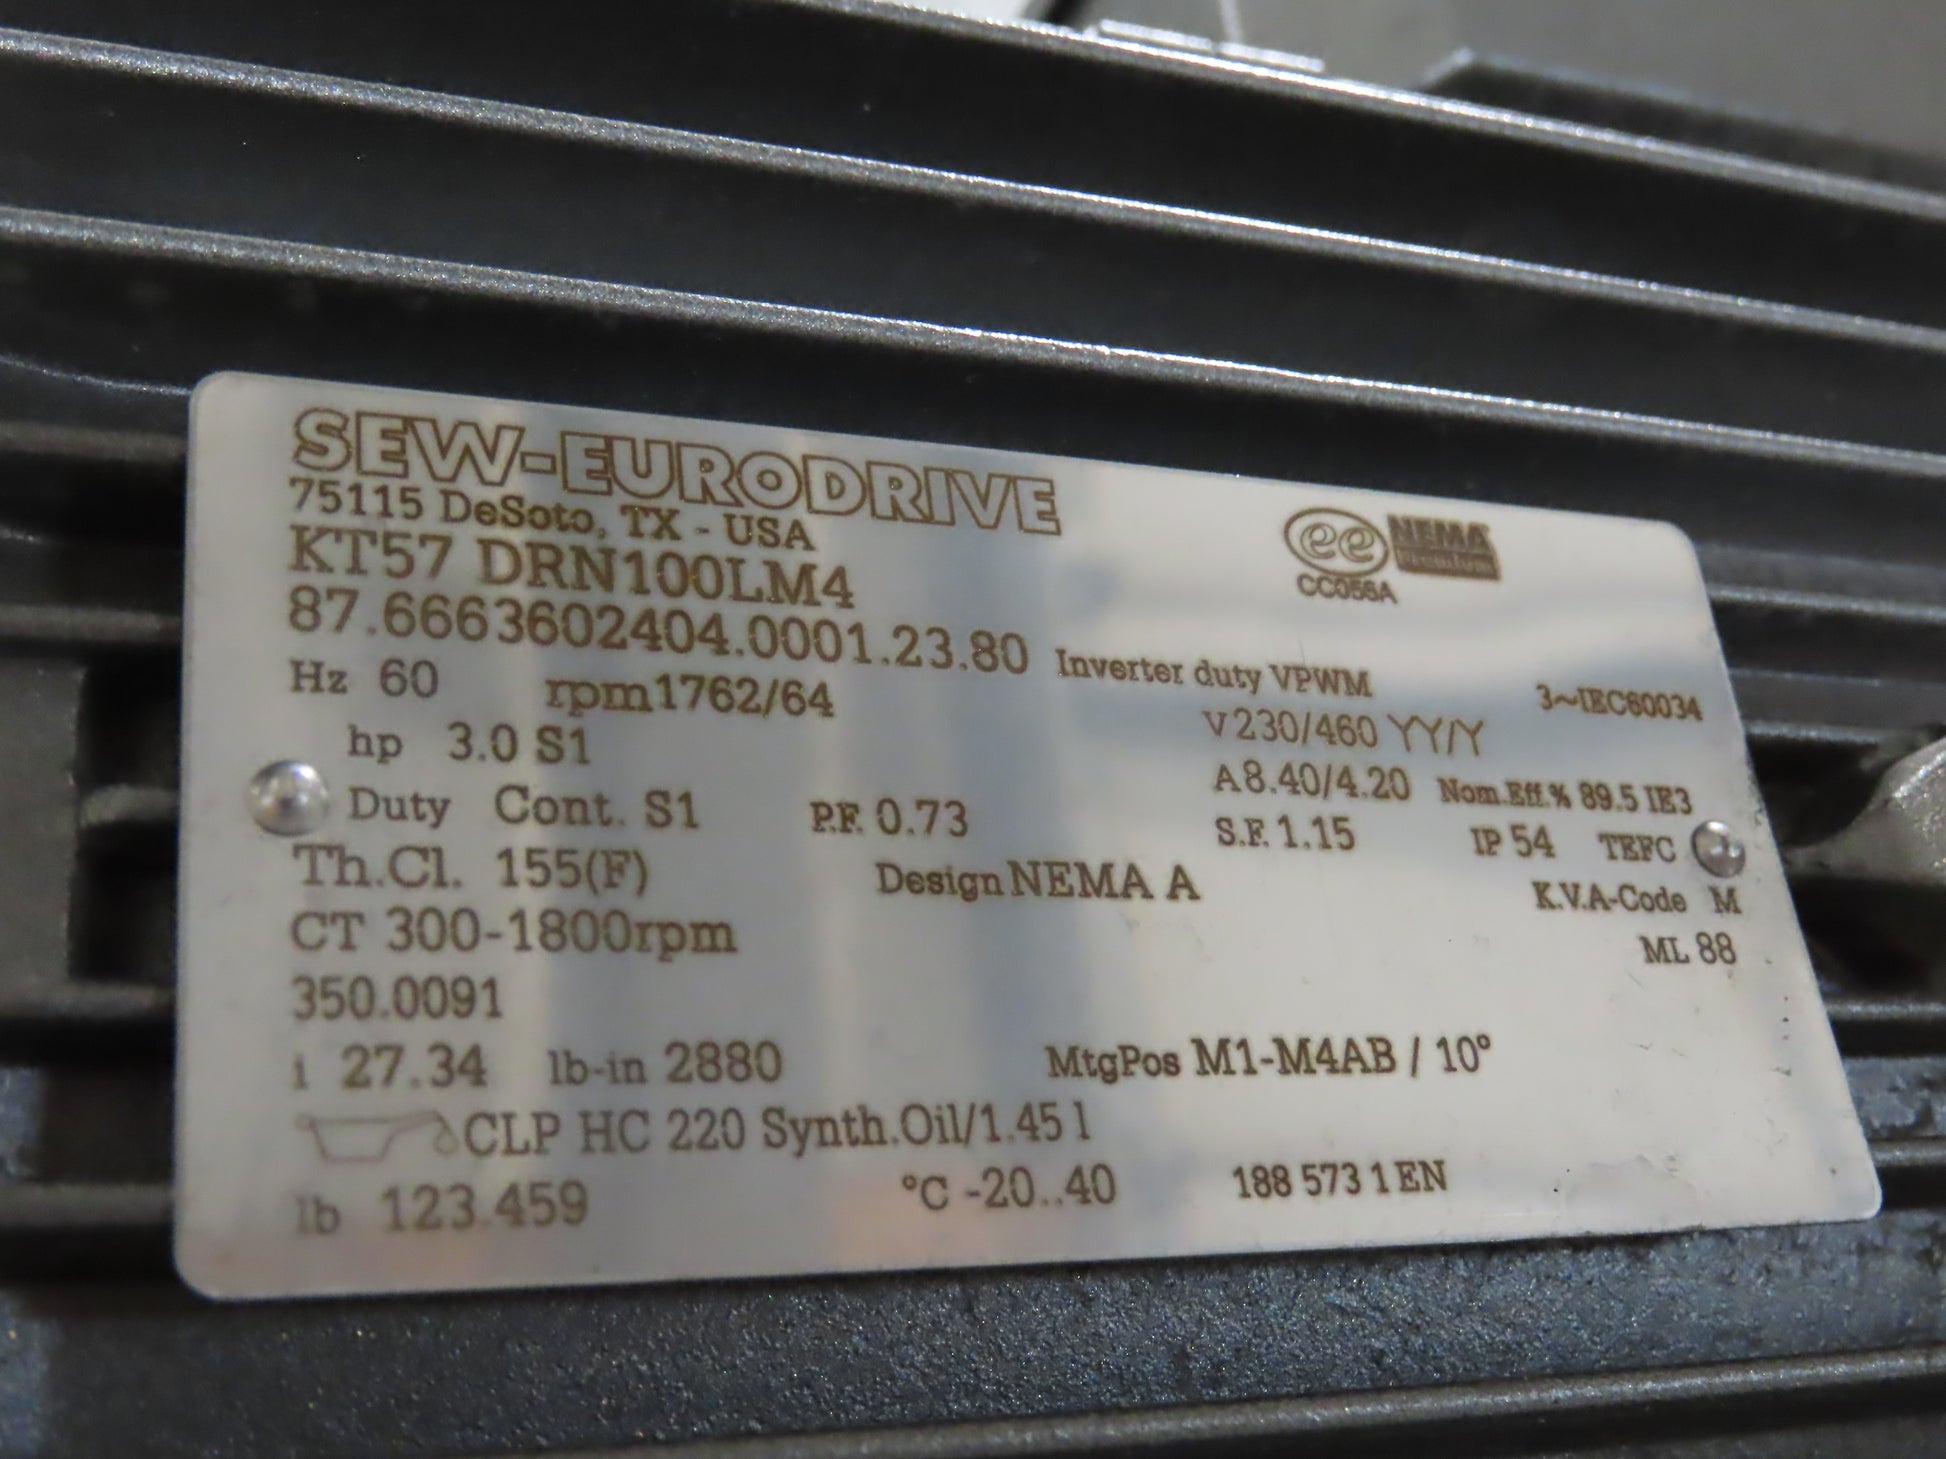 SEW-EURODRIVE
75115 DeSoto, TX - USA
ee NEMA Premium
CC056A
KT57 DRN100LM4
87.6663602404.0001.23.80 Inverter duty VPWM 3~IEC60034
Hz 60 rpm1762/64 V 230/460 YY/Y
hp 3.0 S1 A 8.40/4.20 Nom.Eff.% 89.5 IE3
Duty Cont. S1 P.F. 0.73 S.F. 1.15 IP 54 TEFC
Th.Cl. 155(F) Design NEMA A K.V.A-Code M
CT 300-1800rpm ML 88
350.0091
i 27.34 lb-in 2880 MtgPos M1-M4AB / 10°
CLP HC 220 Synth.Oil/1.45 l
lb 123.459 °C -20..40 188 573 1 EN